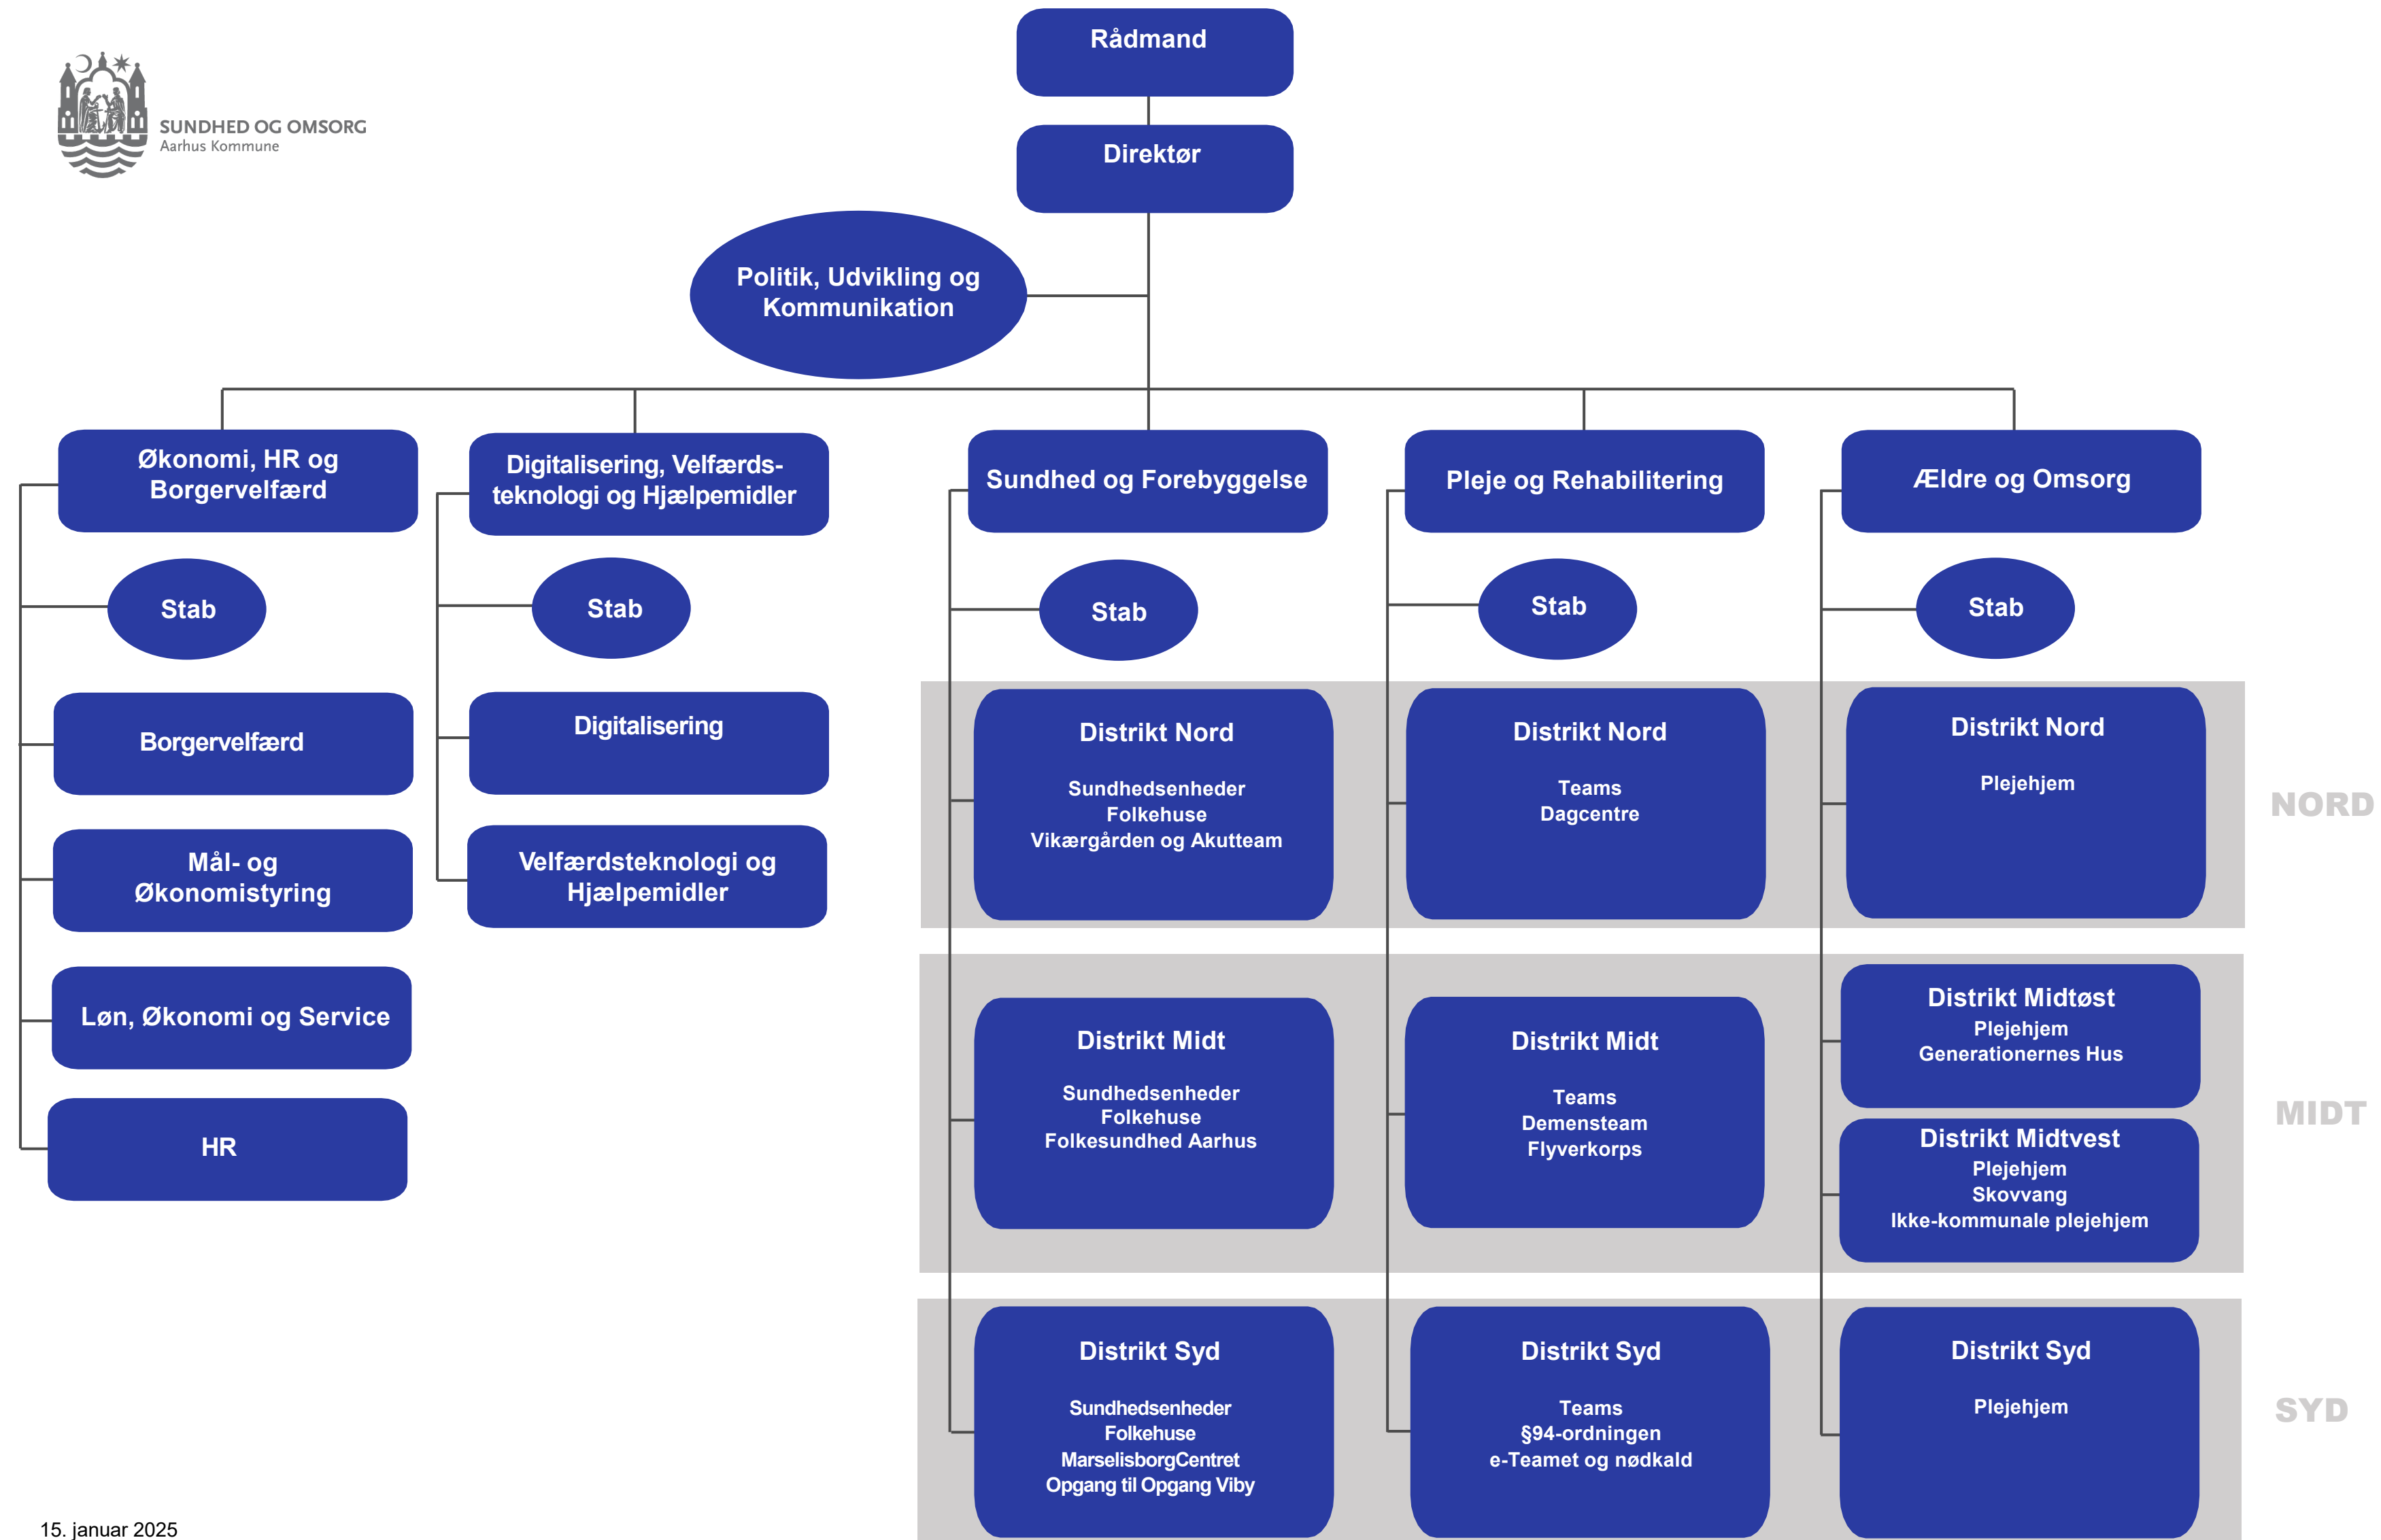 SUNDHED OG OMSORG
Aarhus Kommune
Rådmand
Direktør
Politik, Udvikling og
Kommunikation
Økonomi, HR og
Borgervelfærd
Stab
Borgervelfærd
Mål- og
Økonomistyring
Løn, Økonomi og Service
HR
Digitalisering, Velfærds-
teknologi og Hjælpemidler
Stab
Digitalisering
Velfærdsteknologi og
Hjælpemidler
Sundhed og Forebyggelse
Stab
Distrikt Nord
Sundhedsenheder
Folkehuse
Vikærgården og Akutteam
Distrikt Midt
Sundhedsenheder
Folkehuse
Folkesundhed Aarhus
Distrikt Syd
Sundhedsenheder
Folkehuse
MarselisborgCentret
Opgang til Opgang Viby
Pleje og Rehabilitering
Stab
Distrikt Nord
Teams
Dagcentre
Distrikt Midt
Teams
Demensteam
Flyverkorps
Distrikt Syd
Teams
§94-ordningen
e-Teamet og nødkald
Ældre og Omsorg
Stab
Distrikt Nord
Plejehjem
Distrikt Midtøst
Plejehjem
Generationernes Hus
Distrikt Midtvest
Plejehjem
Skovvang
Ikke-kommunale plejehjem
Distrikt Syd
Plejehjem
NORD
MIDT
SYD
15. januar 2025